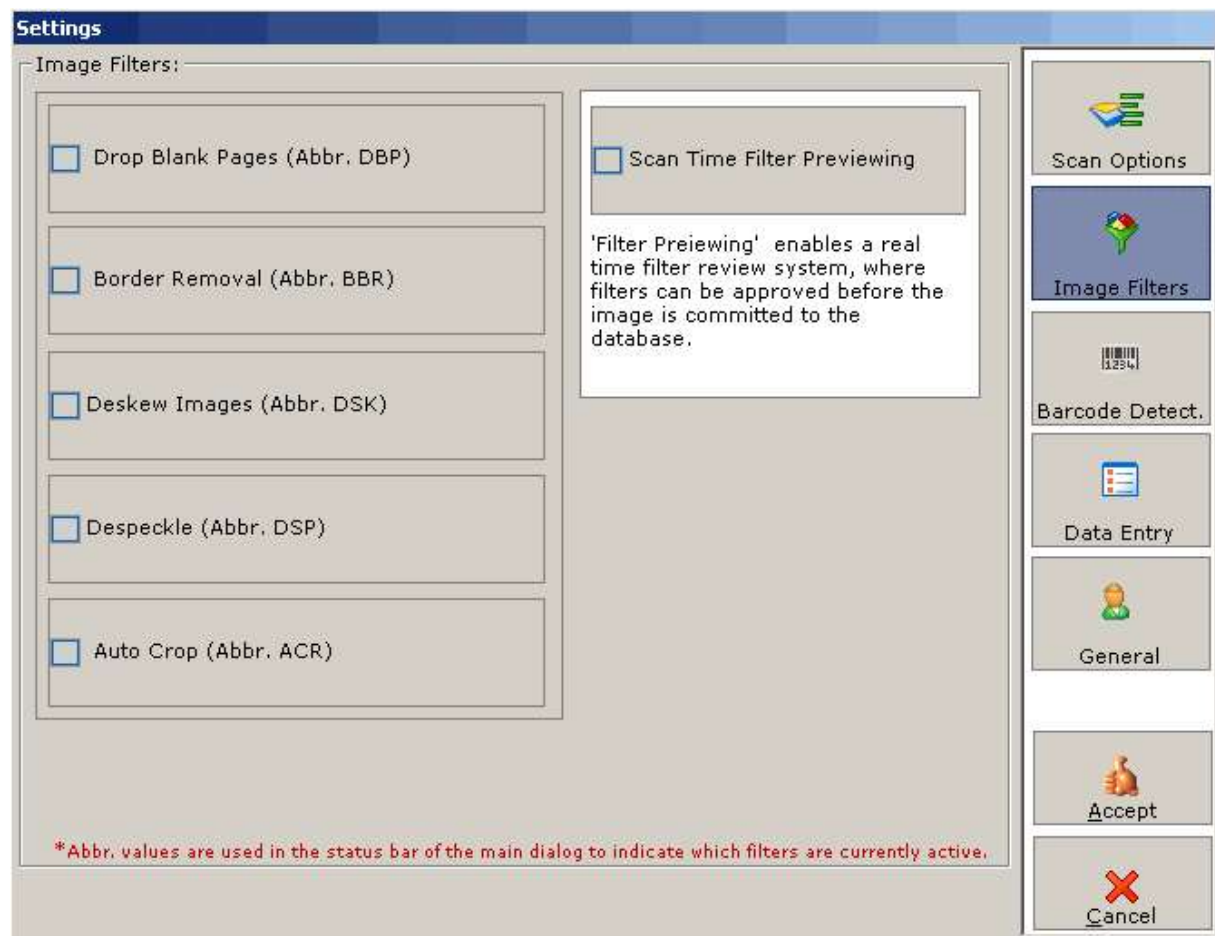 Settings
Image Filters:
Drop Blank Pages (Abbr. DBP)
Border Removal (Abbr. BBR)
Deskew Images (Abbr. DSK)
Despeckle (Abbr. DSP)
Auto Crop (Abbr. ACR)
Scan Time Filter Previewing
'Filter Preiewing' enables a real
time filter review system, where
filters can be approved before the
image is committed to the
database.
*Abbr. values are used in the status bar of the main dialog to indicate which filters are currently active.
Scan Options
Image Filters
1234
Barcode Detect.
Data Entry
General
Accept
Cancel